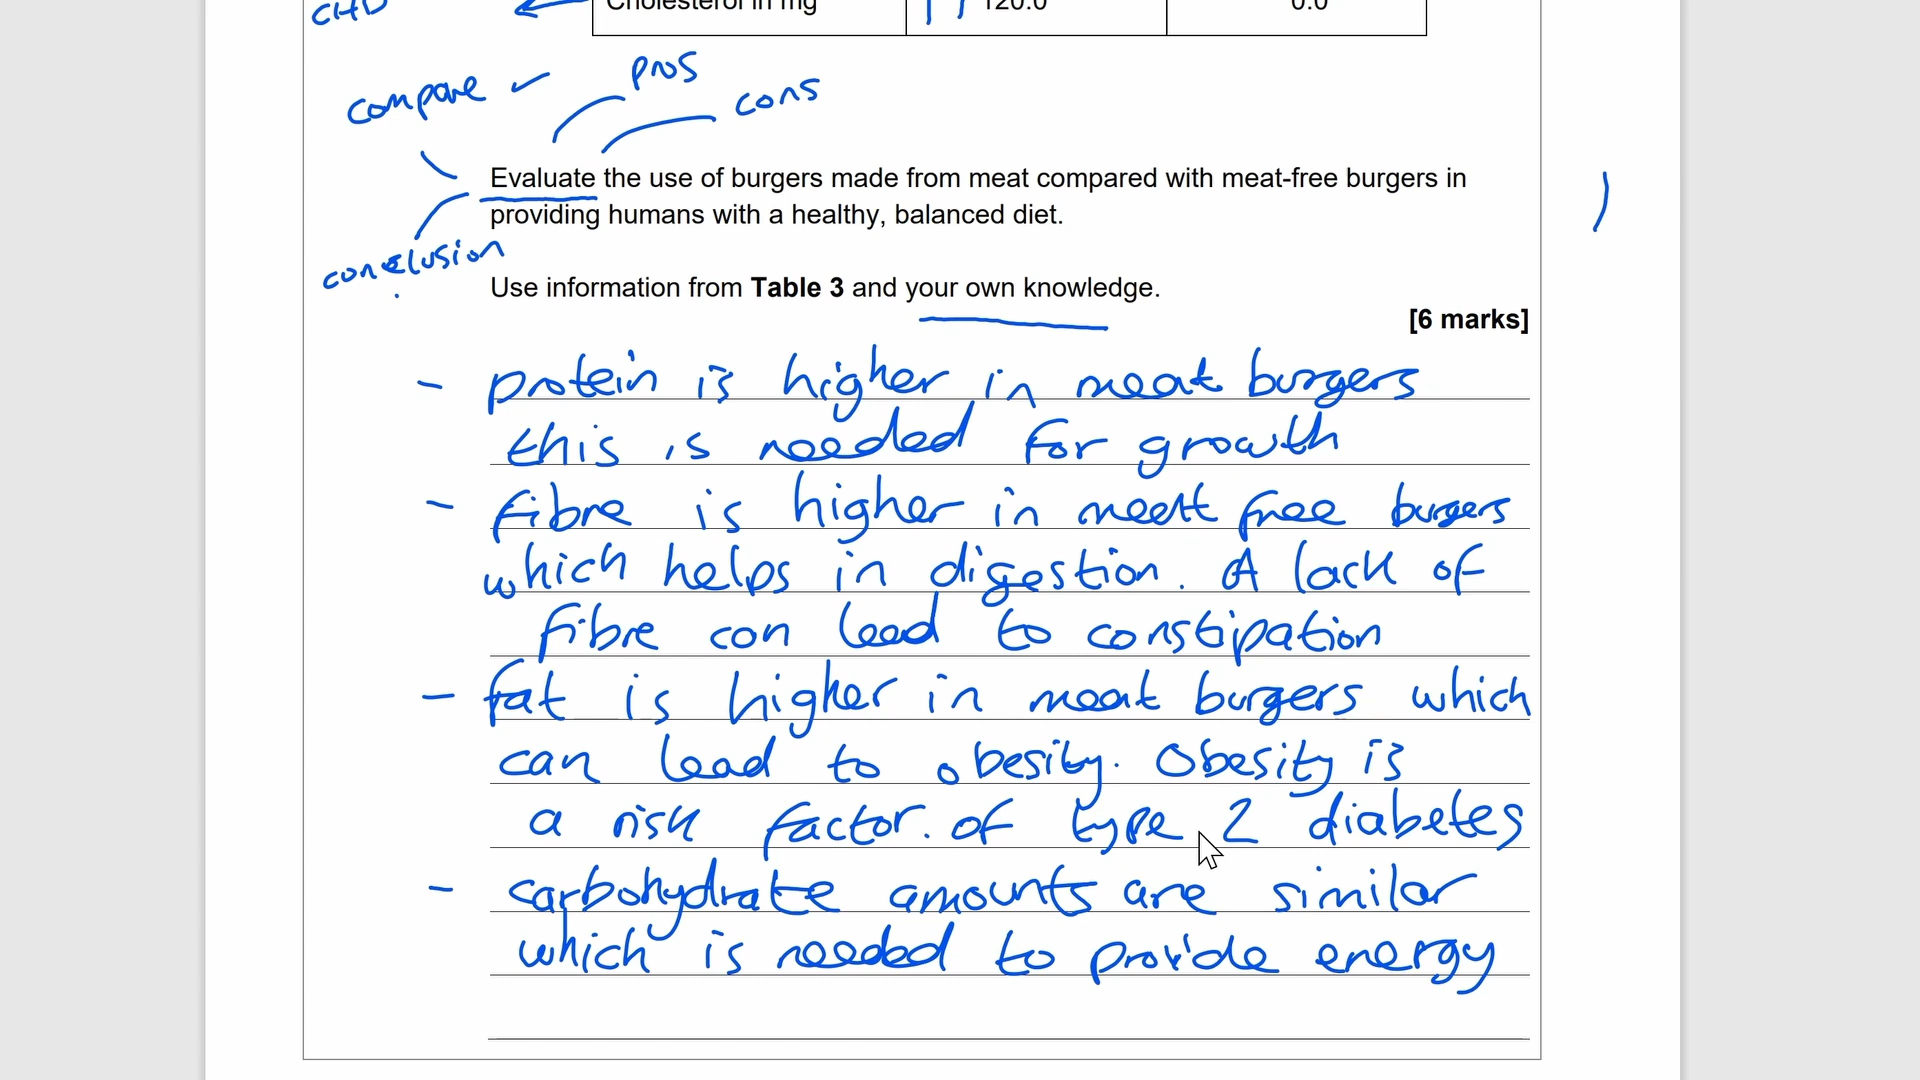 CHD
Cholesterol in mg 120.0 0.0
pros
compare ✓
cons
Evaluate the use of burgers made from meat compared with meat-free burgers in
providing humans with a healthy, balanced diet.
conclusion
Use information from Table 3 and your own knowledge.
[6 marks]
- protein is higher in meat burgers
this is needed for growth
- fibre is higher in meat free burgers
which helps in digestion. A lack of
fibre can lead to constipation
- fat is higher in meat burgers which
can lead to obesity. Obesity is
a risk factor. of type 2 diabetes
- carbohydrate amounts are similar
which is needed to provide energy